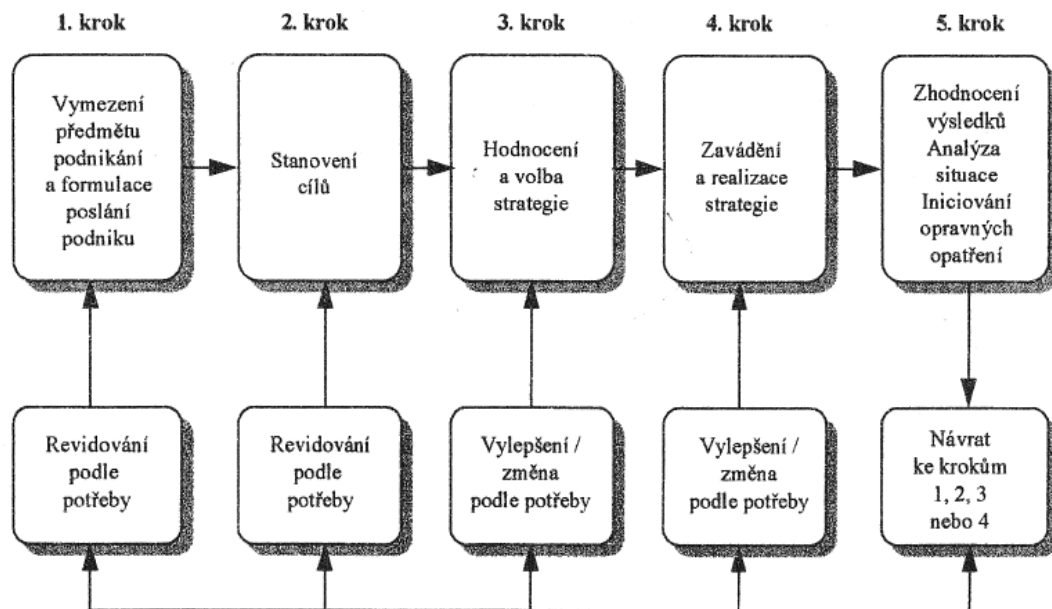 1. krok
2. krok
3. krok
4. krok
5. krok
Vymezení
předmětu
podnikání
a formulace
poslání
podniku
Stanovení
cílů
Hodnocení
a volba
strategie
Zavádění
a realizace
strategie
Zhodnocení
výsledků
Analýza
situace
Iniciování
opravných
opatření
Revidování
podle
potřeby
Revidování
podle
potřeby
Vylepšení /
změna
podle potřeby
Vylepšení /
změna
podle potřeby
Návrat
ke krokům
1, 2, 3
nebo 4